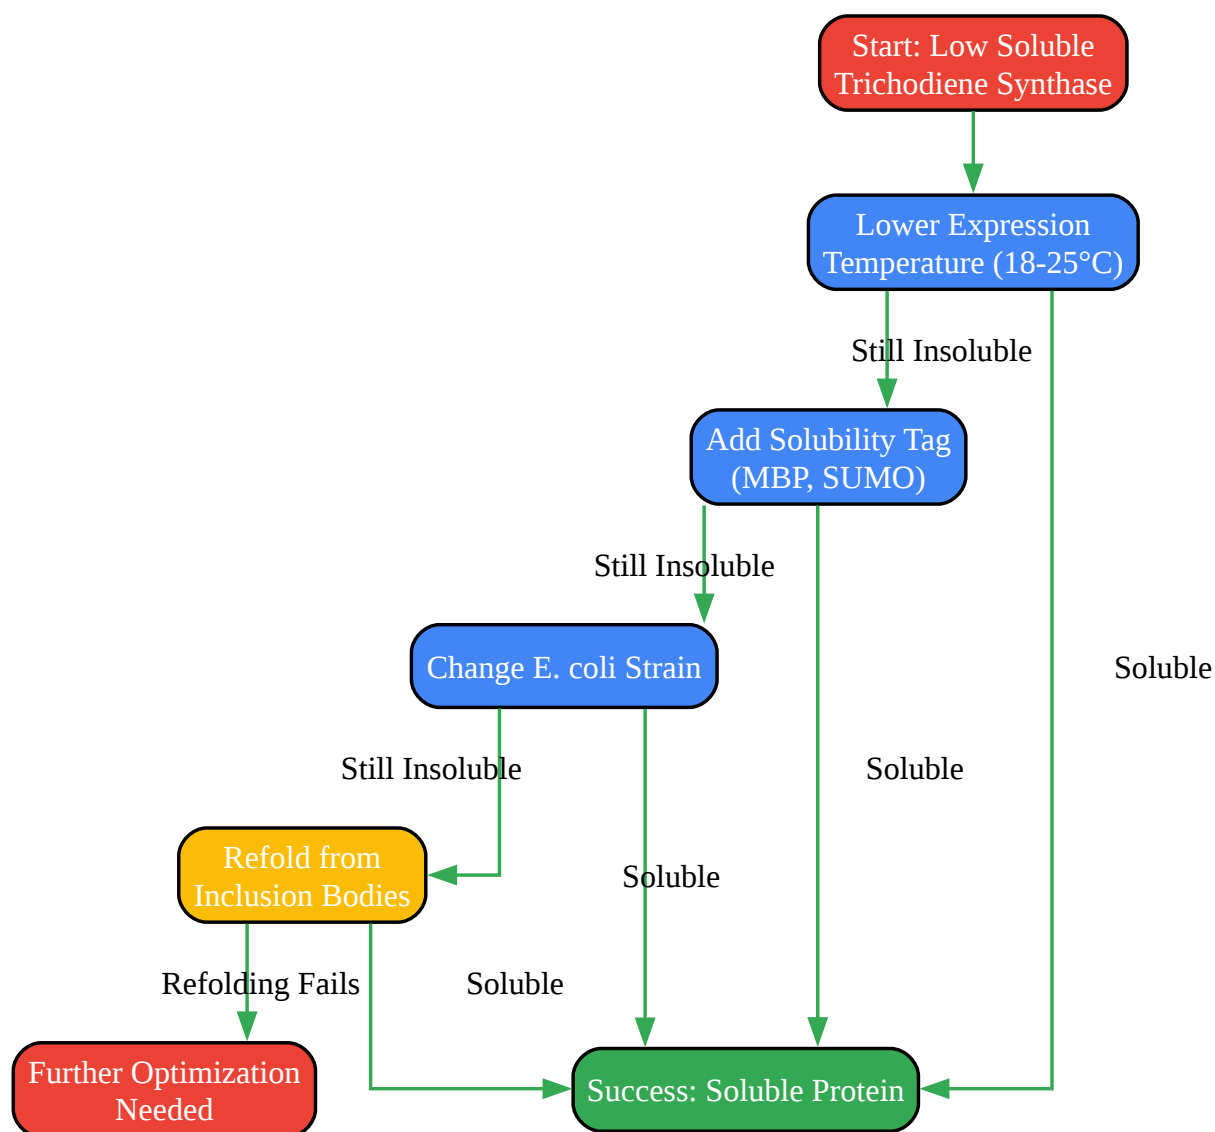 Start: Low Soluble
Trichodiene Synthase
Lower Expression
Temperature (18-25°C)
Still Insoluble
Add Solubility Tag
(MBP, SUMO)
Still Insoluble
Change E. coli Strain
Soluble
Still Insoluble
Soluble
Refold from
Inclusion Bodies
Soluble
Refolding Fails
Soluble
Further Optimization
Needed
Success: Soluble Protein